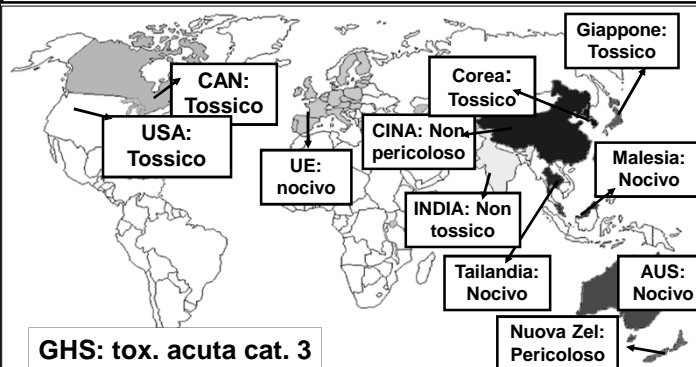 Giappone:
Tossico
CAN:
Tossico
Corea:
Tossico
USA:
Tossico
CINA: Non
pericoloso
UE:
nocivo
Malesia:
Nocivo
INDIA: Non
tossico
Tailandia:
Nocivo
AUS:
Nocivo
Nuova Zel:
Pericoloso
GHS: tox. acuta cat. 3